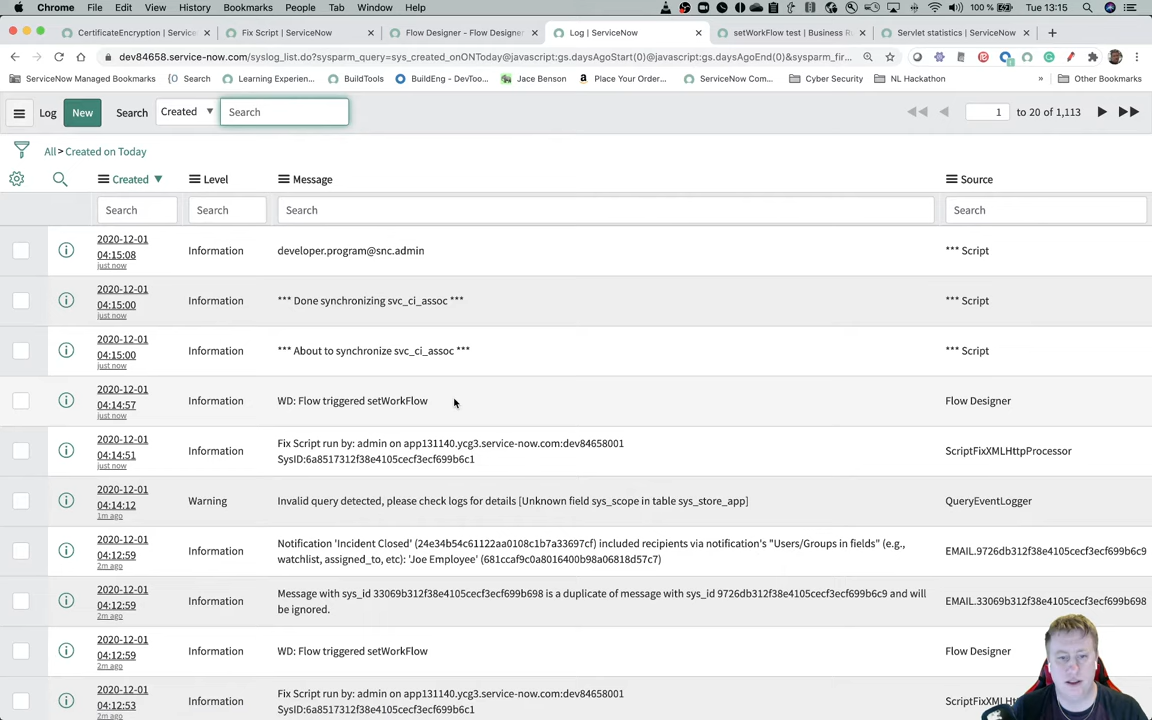 Chrome File Edit View History Bookmarks People Tab Window Help 100 % Tue 13:15
CertificateEncryption | Service Fix Script | ServiceNow Flow Designer - Flow Designer Log | ServiceNow setWorkFlow test | Business Ru Servlet statistics | ServiceNow
dev84658.service-now.com/syslog_list.do?sysparm_query=sys_created_onONToday@javascript:gs.daysAgoStart(0)@javascript:gs.daysAgoEnd(0)&sysparm_fir...
ServiceNow Managed Bookmarks Search Learning Experien... BuildTools BuildEng - DevToo... Jace Benson Place Your Order... ServiceNow Com... Cyber Security NL Hackathon » Other Bookmarks
Log New Search Created Search 1 to 20 of 1,113
All > Created on Today
Created Level Message Source
Search Search Search Search
2020-12-01
04:15:08
just now
Information developer.program@snc.admin *** Script
2020-12-01
04:15:00
just now
Information *** Done synchronizing svc_ci_assoc *** *** Script
2020-12-01
04:15:00
just now
Information *** About to synchronize svc_ci_assoc *** *** Script
2020-12-01
04:14:57
just now
Information WD: Flow triggered setWorkFlow Flow Designer
2020-12-01
04:14:51
just now
Information Fix Script run by: admin on app131140.ycg3.service-now.com:dev84658001
SysID:6a8517312f38e4105cecf3ecf699b6c1
ScriptFixXMLHttpProcessor
2020-12-01
04:14:12
1m ago
Warning Invalid query detected, please check logs for details [Unknown field sys_scope in table sys_store_app] QueryEventLogger
2020-12-01
04:12:59
2m ago
Information Notification 'Incident Closed' (24e34b54c61122aa0108c1b7a33697cf) included recipients via notification's "Users/Groups in fields" (e.g.,
watchlist, assigned_to, etc): 'Joe Employee' (681ccaf9c0a8016400b98a06818d57c7)
EMAIL.9726db312f38e4105cecf3ecf699b6c9
2020-12-01
04:12:59
2m ago
Information Message with sys_id 33069b312f38e4105cecf3ecf699b698 is a duplicate of message with sys_id 9726db312f38e4105cecf3ecf699b6c9 and will
be ignored.
EMAIL.33069b312f38e4105cecf3ecf699b698
2020-12-01
04:12:59
2m ago
Information WD: Flow triggered setWorkFlow Flow Designer
2020-12-01
04:12:53
2m ago
Information Fix Script run by: admin on app131140.ycg3.service-now.com:dev84658001
SysID:6a8517312f38e4105cecf3ecf699b6c1